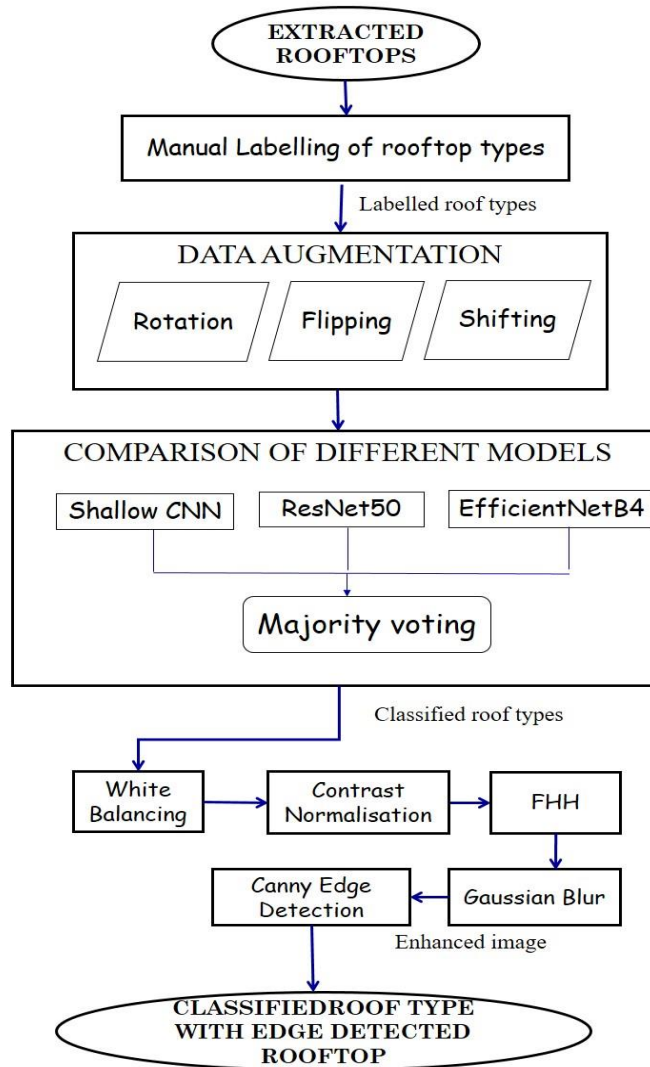 EXTRACTED
ROOFTOPS
Manual Labelling of rooftop types
Labelled roof types
DATA AUGMENTATION
Rotation
Flipping
Shifting
COMPARISON OF DIFFERENT MODELS
Shallow CNN
ResNet50
EfficientNetB4
Majority voting
Classified roof types
White
Balancing
Contrast
Normalisation
FHH
Gaussian Blur
Canny Edge
Detection
Enhanced image
CLASSIFIEDROOF TYPE
WITH EDGE DETECTED
ROOFTOP